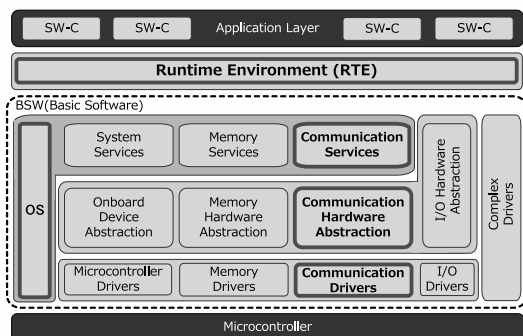 SW-C SW-C Application Layer SW-C SW-C
Runtime Environment (RTE)
BSW(Basic Software)
OS
System
Services
Memory
Services
Communication
Services
I/O Hardware
Abstraction
Complex
Drivers
Onboard
Device
Abstraction
Memory
Hardware
Abstraction
Communication
Hardware
Abstraction
Microcontroller
Drivers
Memory
Drivers
Communication
Drivers
I/O
Drivers
Microcontroller